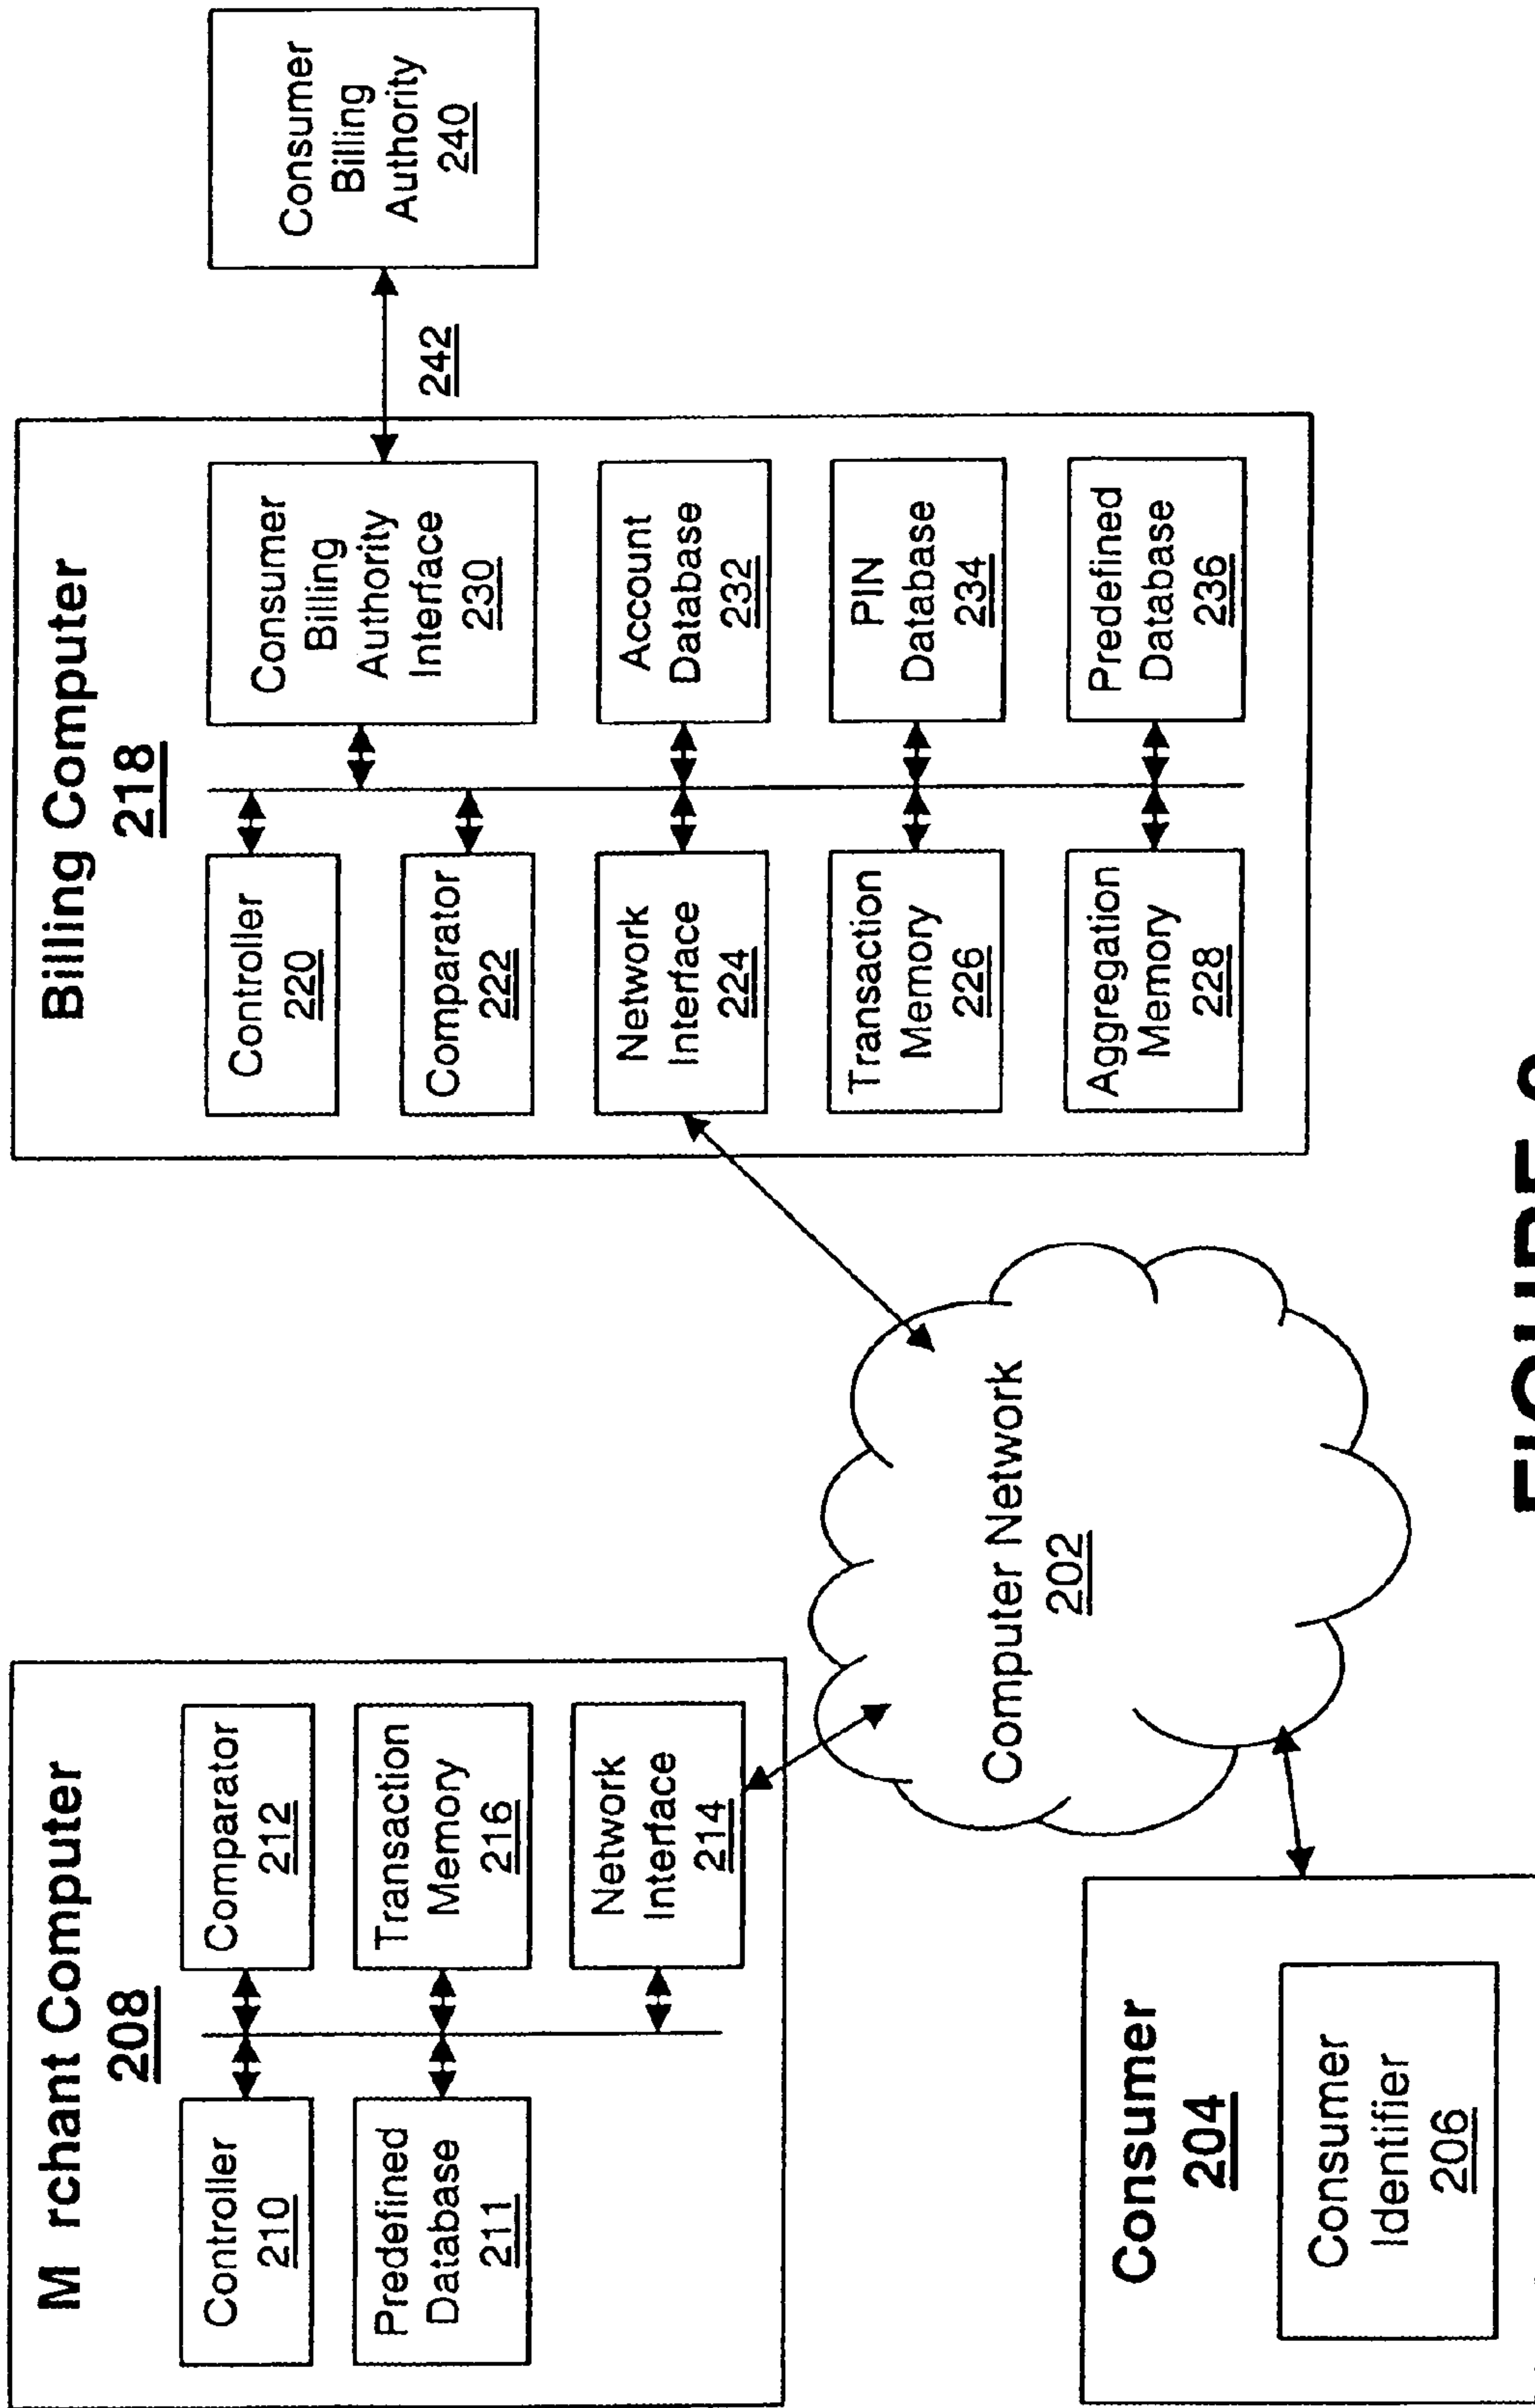 M rchant Computer
208
Controller
210
Comparator
212
Predefined
Database
211
Transaction
Memory
216
Network
Interface
214
Billing Computer
218
Controller
220
Comparator
222
Network
Interface
224
Transaction
Memory
226
Aggregation
Memory
228
Consumer
Billing
Authority
Interface
230
Account
Database
232
PIN
Database
234
Predefined
Database
236
242
Consumer
Billing
Authority
240
Computer Network
202
Consumer
204
Consumer
Identifier
206
FIGURE